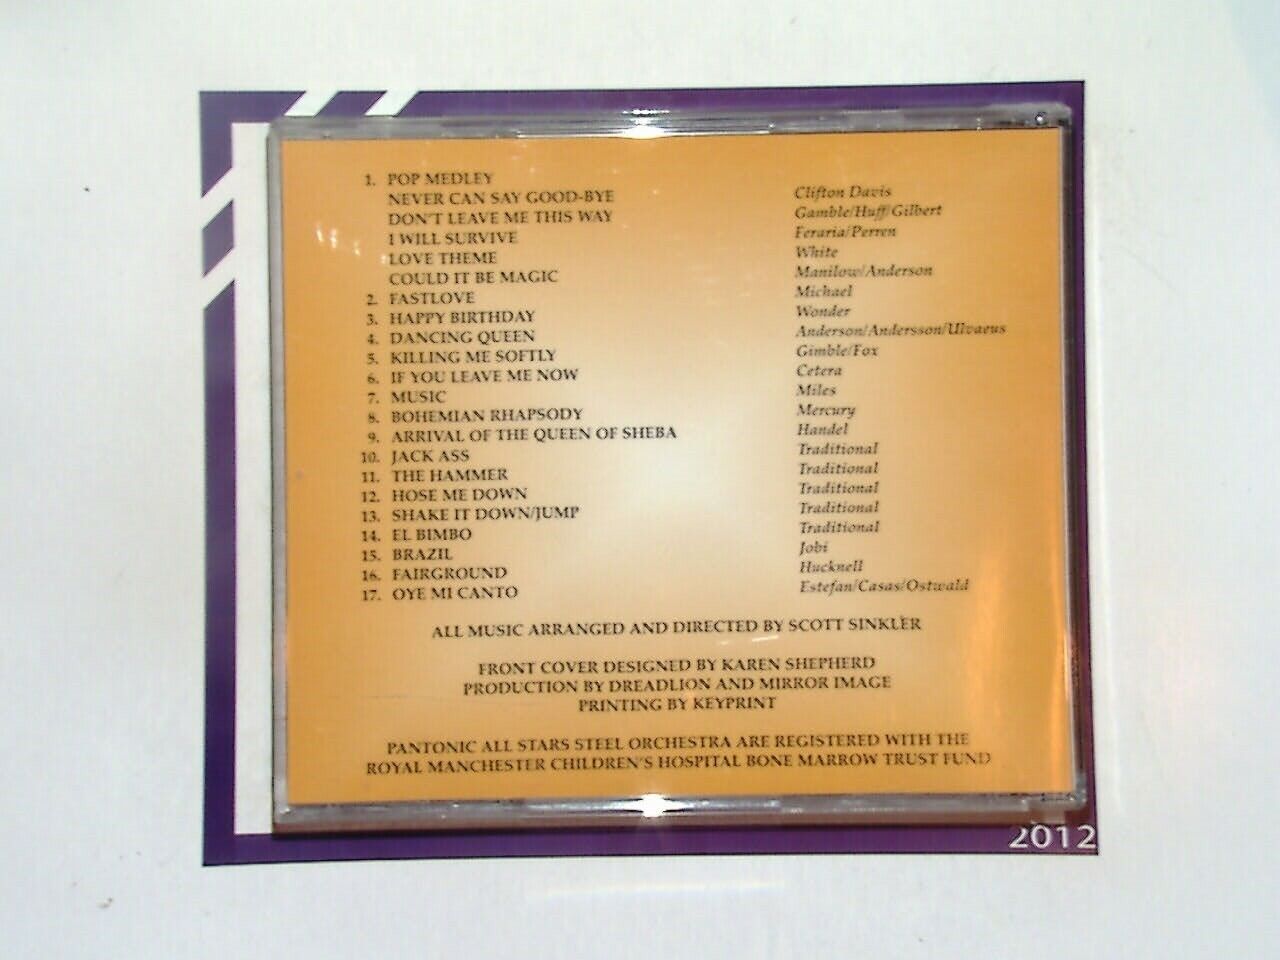 1. POP MEDLEY
NEVER CAN SAY GOOD-BYE Clifton Davis
DON'T LEAVE ME THIS WAY Gamble/Huff/Gilbert
I WILL SURVIVE Feraria/Perren
LOVE THEME White
COULD IT BE MAGIC Manilow/Anderson
2. FASTLOVE Michael
3. HAPPY BIRTHDAY Wonder
4. DANCING QUEEN Anderson/Andersson/Ulvaeus
5. KILLING ME SOFTLY Gimble/Fox
6. IF YOU LEAVE ME NOW Cetera
7. MUSIC Miles
8. BOHEMIAN RHAPSODY Mercury
9. ARRIVAL OF THE QUEEN OF SHEBA Handel
10. JACK ASS Traditional
11. THE HAMMER Traditional
12. HOSE ME DOWN Traditional
13. SHAKE IT DOWN/JUMP Traditional
14. EL BIMBO Traditional
15. BRAZIL Jobi
16. FAIRGROUND Hucknell
17. OYE MI CANTO Estefan/Casas/Ostwald
ALL MUSIC ARRANGED AND DIRECTED BY SCOTT SINKLER
FRONT COVER DESIGNED BY KAREN SHEPHERD
PRODUCTION BY DREADLION AND MIRROR IMAGE
PRINTING BY KEYPRINT
PANTONIC ALL STARS STEEL ORCHESTRA ARE REGISTERED WITH THE
ROYAL MANCHESTER CHILDREN'S HOSPITAL BONE MARROW TRUST FUND
2012